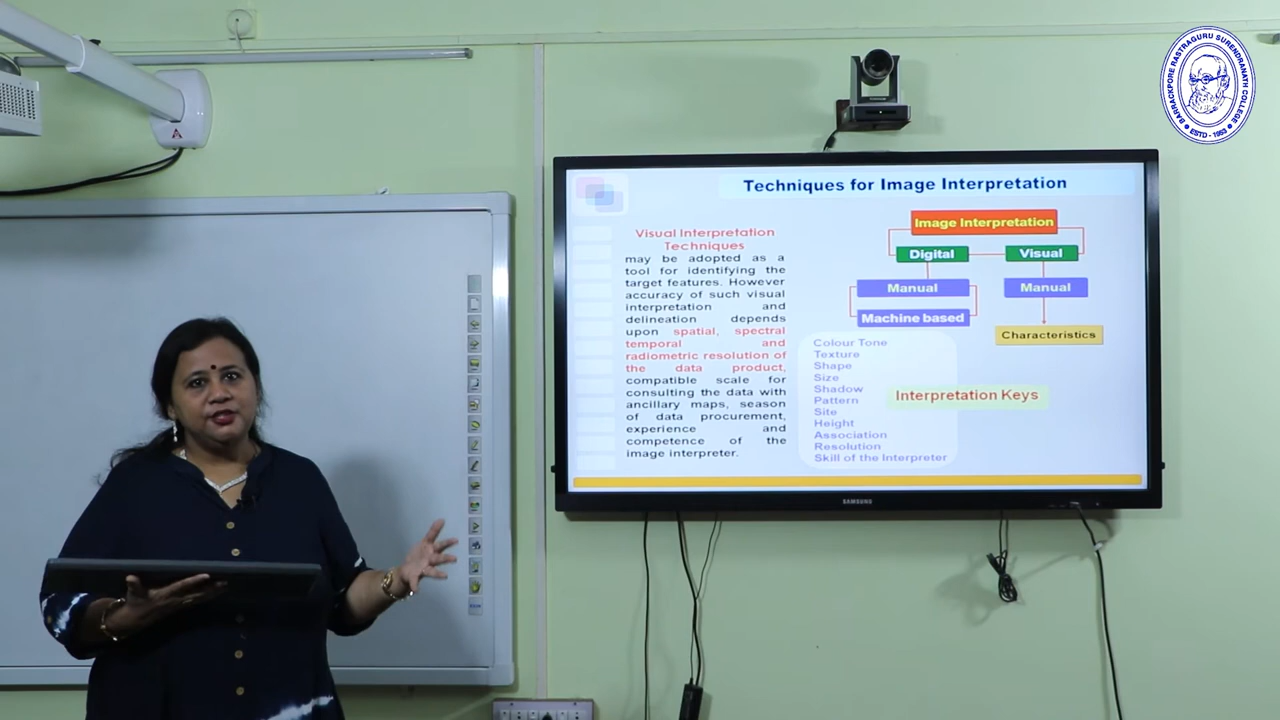 BARRACKPORE RASTRAGURU SURENDRANATH COLLEGE
ESTD - 1953
Techniques for Image Interpretation
Visual Interpretation
Techniques
may be adopted as a
tool for identifying the
target features. However
accuracy of such visual
interpretation and
delineation depends
upon spatial, spectral
temporal and
radiometric resolution of
the data product,
compatible scale for
consulting the data with
ancillary maps, season
of data procurement,
experience and
competence of the
image interpreter.
Image Interpretation
Digital
Visual
Manual
Manual
Machine based
Characteristics
Colour Tone
Texture
Shape
Size
Shadow
Pattern
Site
Height
Association
Resolution
Skill of the Interpreter
Interpretation Keys
SAMSUNG